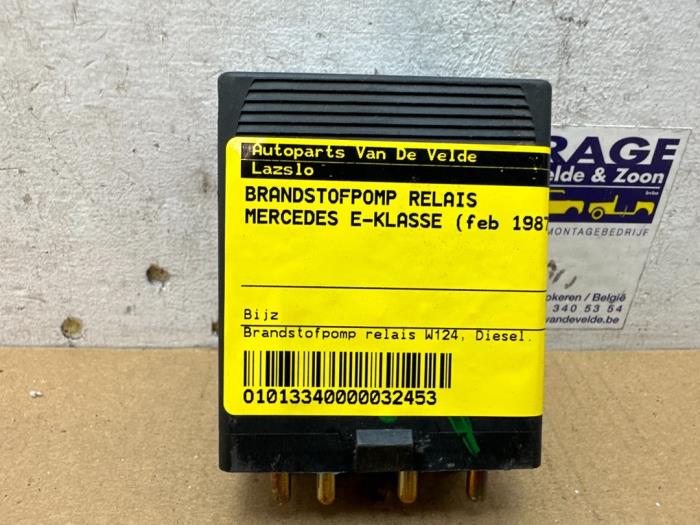 Autoparts Van De Velde
Lazslo
BRANDSTOFPOMP RELAIS
MERCEDES E-KLASSE (feb 1987
Bijz
Brandstofpomp relais W124, Diesel.
01013340000032453
RAGE
elde & Zoon
MONTAGEBEDRIJF
okeren / België
340 53 54
vandevelde.be